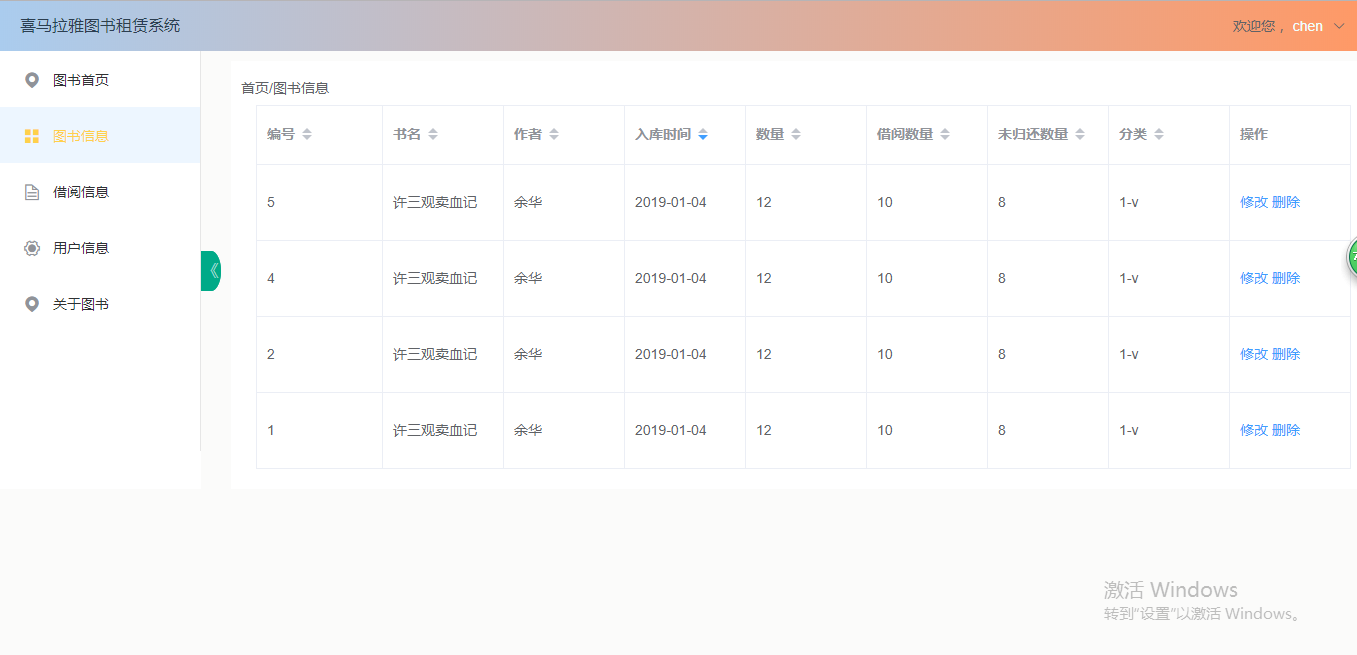 喜马拉雅图书租赁系统
欢迎您， chen
图书首页
图书信息
借阅信息
用户信息
关于图书
首页/图书信息
编号 书名 作者 入库时间 数量 借阅数量 未归还数量 分类 操作
5 许三观卖血记 余华 2019-01-04 12 10 8 1-v 修改 删除
4 许三观卖血记 余华 2019-01-04 12 10 8 1-v 修改 删除
2 许三观卖血记 余华 2019-01-04 12 10 8 1-v 修改 删除
1 许三观卖血记 余华 2019-01-04 12 10 8 1-v 修改 删除
激活 Windows
转到"设置"以激活 Windows。